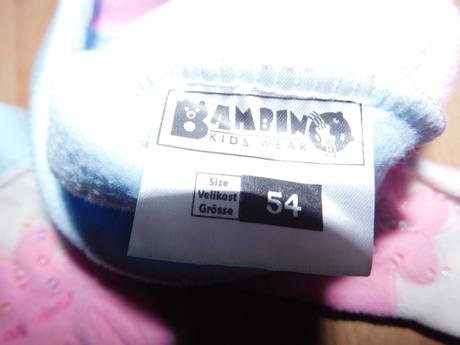 BAMBINO
KIDS WEAR
Size
Velikost
Grösse
54